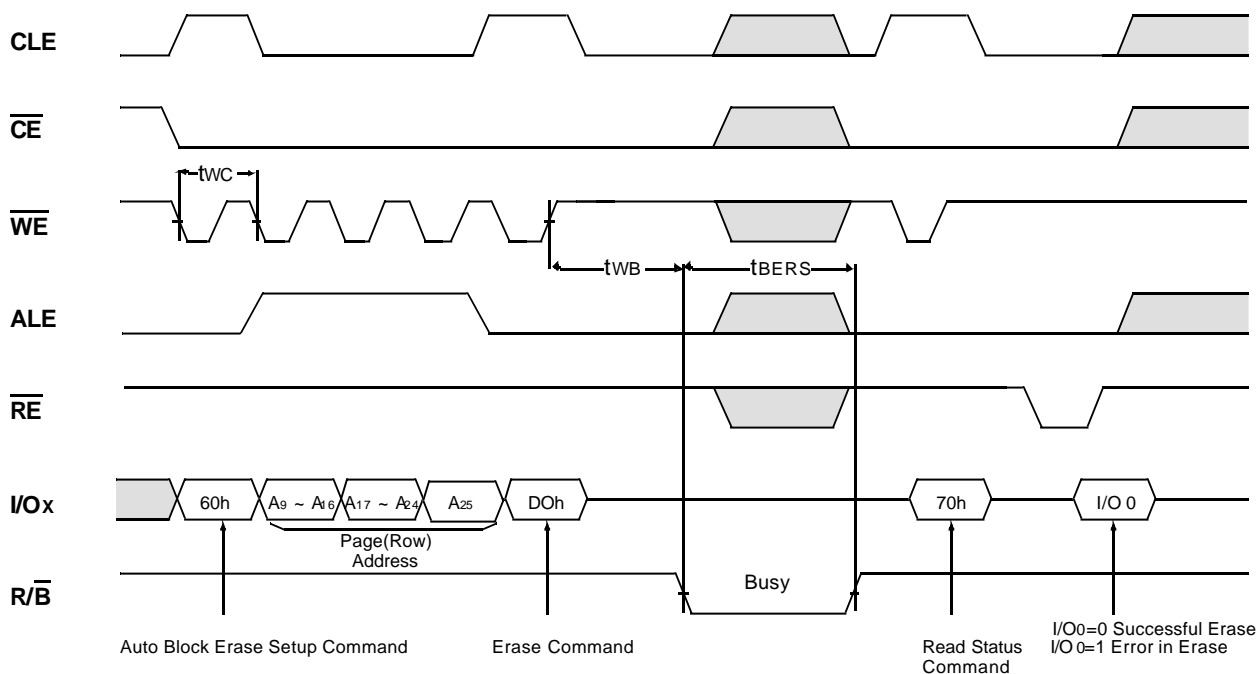 CLE
CE
tWC
WE
tWB
tBERS
ALE
RE
I/Ox
60h
A9 ~ A16
A17 ~ A24
A25
DOh
70h
I/O 0
Page(Row)
Address
R/B
Busy
Auto Block Erase Setup Command
Erase Command
Read Status
Command
I/O0=0 Successful Erase
I/O 0=1 Error in Erase